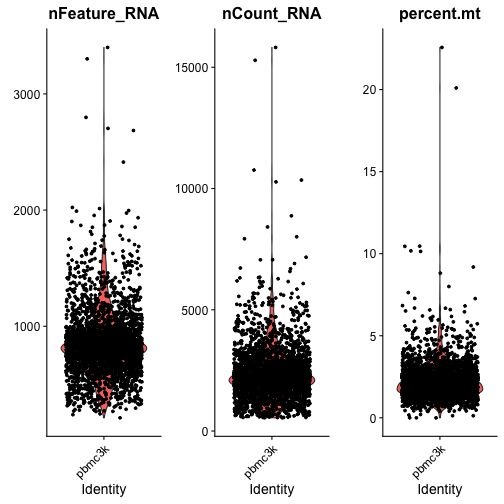 nFeature_RNA
3000
2000
1000
pbmc3k
Identity
nCount_RNA
15000
10000
5000
0
pbmc3k
Identity
percent.mt
20
15
10
5
0
pbmc3k
Identity